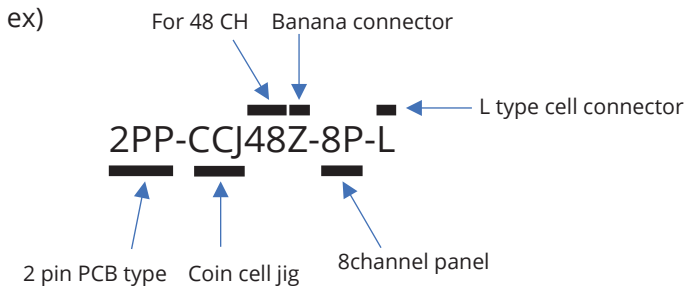 ex)
For 48 CH
Banana connector
L type cell connector
2PP-CCJ48Z-8P-L
2 pin PCB type
Coin cell jig
8channel panel